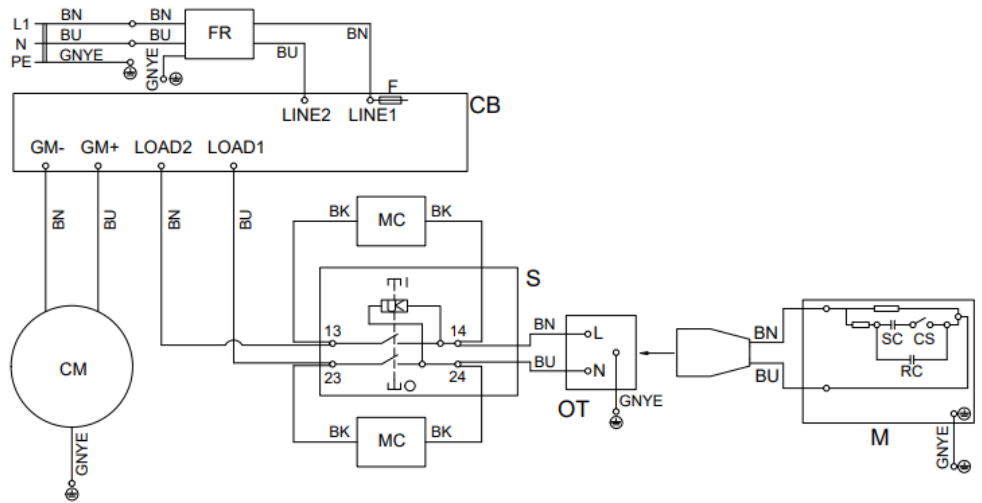 L1 BN BN FR BN
N BU BU BU
PE GNYE GNYE
F
LINE2 LINE1 CB
GM- GM+ LOAD2 LOAD1
BN BU BN BU
BK MC BK
I S
13 14 BN L BN SC CS
23 24 BU N BU RC
O
CM OT GNYE
BK MC BK M
GNYE GNYE